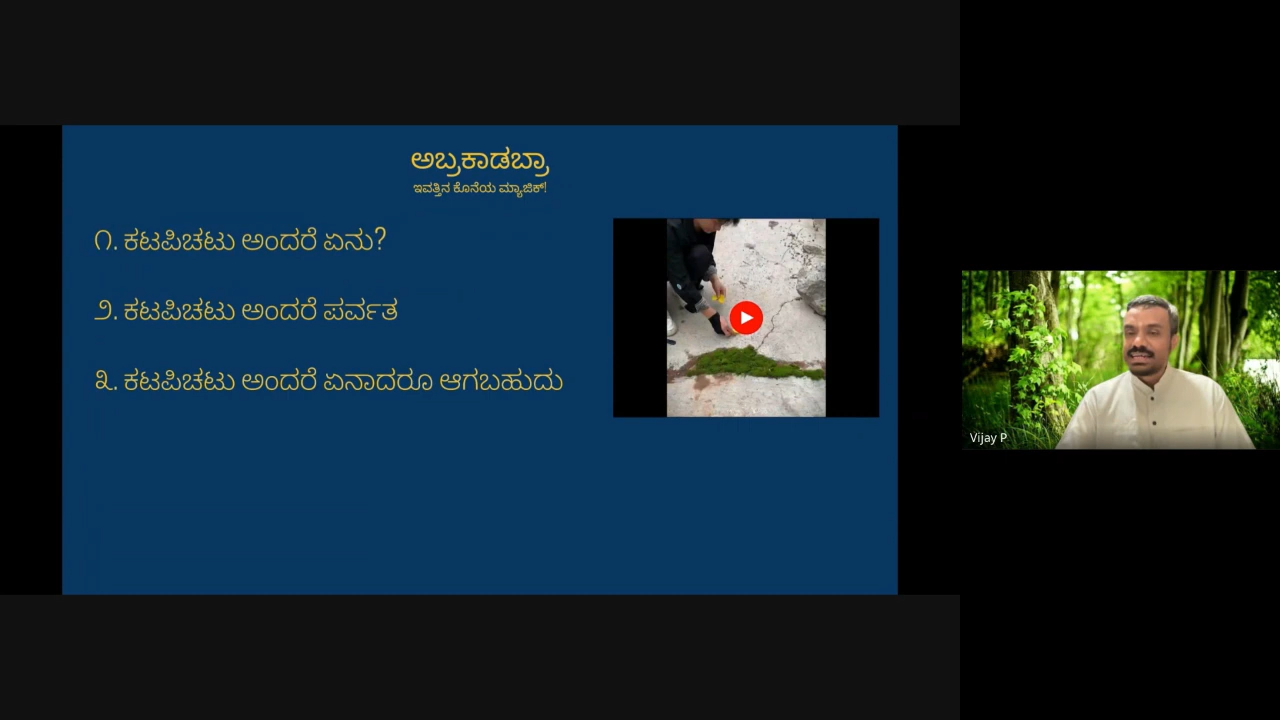 ಅಬ್ರಕಾಡಬ್ರಾ
ಇವತ್ತಿನ ಕೊನೆಯ ಮ್ಯಾಜಿಕ್!
೧. ಕಟಪಿಚಟು ಅಂದರೆ ಏನು?
೨. ಕಟಪಿಚಟು ಅಂದರೆ ಪರ್ವತ
೩. ಕಟಪಿಚಟು ಅಂದರೆ ಏನಾದರೂ ಆಗಬಹುದು
Vijay P